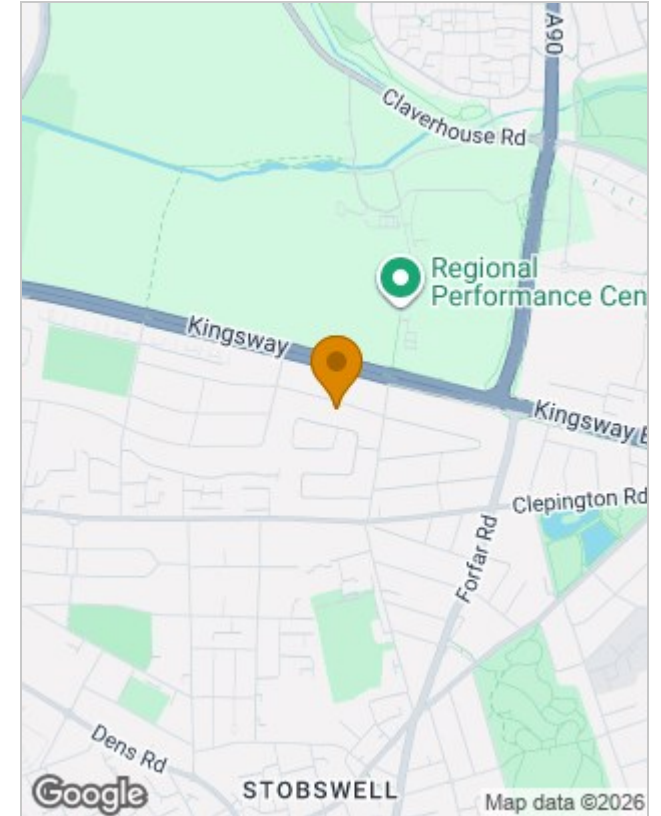 A90
Claverhouse Rd
Regional
Performance Cen
Kingsway
Kingsway E
Clepington Rd
Forfar Rd
Dens Rd
STOBSWELL
Google
Map data ©2026